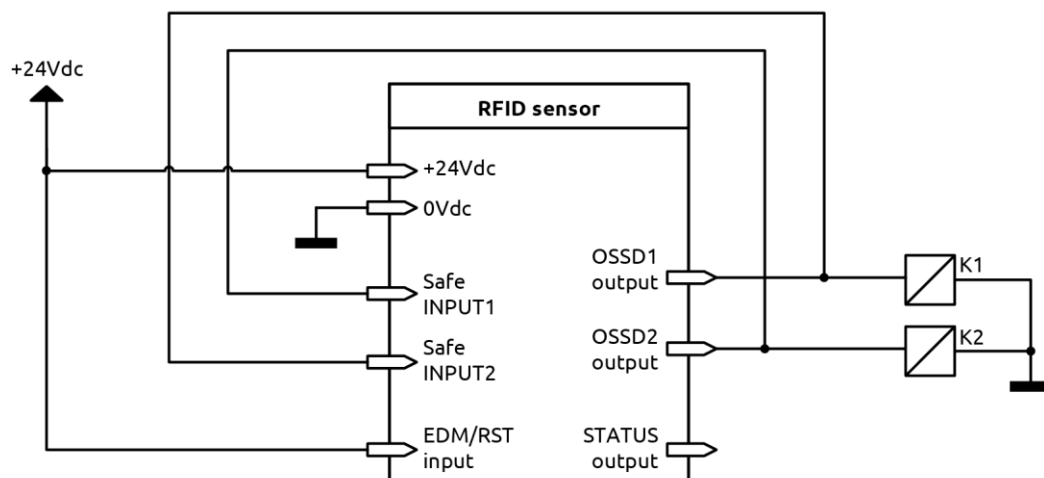 +24Vdc
RFID sensor
+24Vdc
0Vdc
Safe
INPUT1
Safe
INPUT2
EDM/RST
input
OSSD1
output
OSSD2
output
STATUS
output
K1
K2